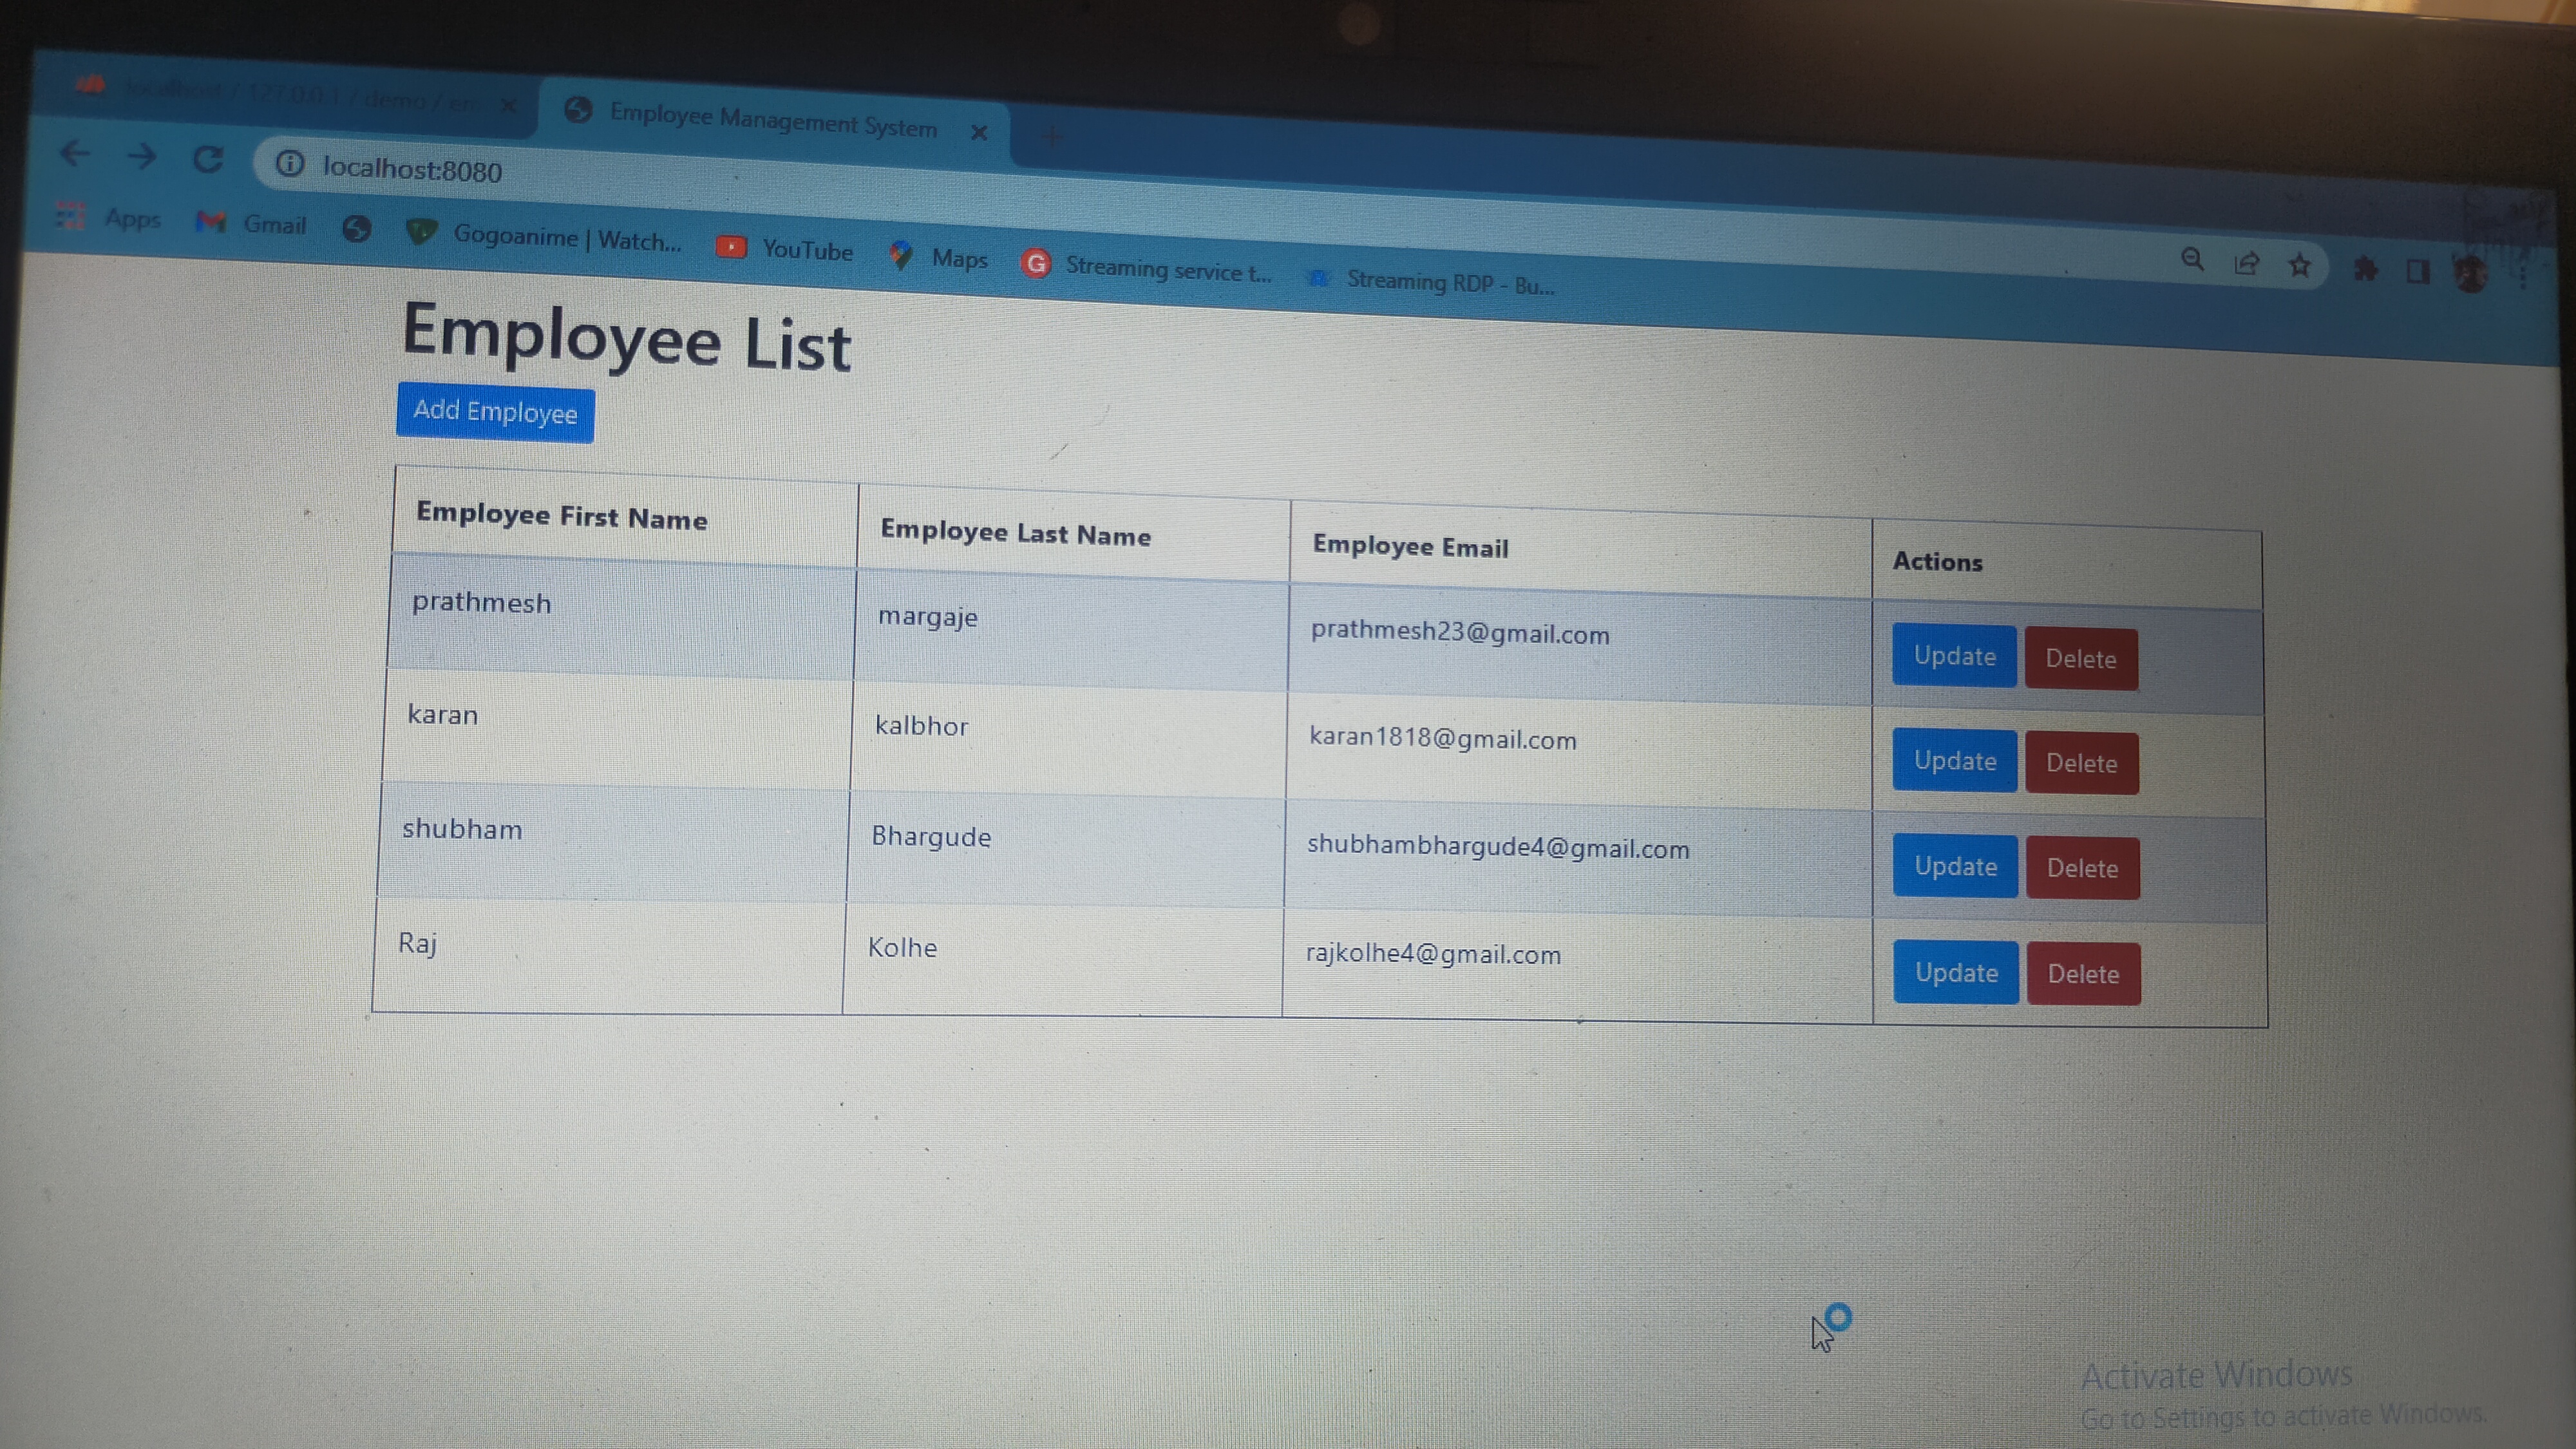 localhost / 127.0.0.1 / demo / em
Employee Management System
localhost:8080
Apps Gmail Gogoanime | Watch... YouTube Maps Streaming service t... Streaming RDP - Bu...
Employee List
Add Employee
Employee First Name Employee Last Name Employee Email Actions
prathmesh margaje prathmesh23@gmail.com Update Delete
karan kalbhor karan1818@gmail.com Update Delete
shubham Bhargude shubhambhargude4@gmail.com Update Delete
Raj Kolhe rajkolhe4@gmail.com Update Delete
Activate Windows
Go to Settings to activate Windows.